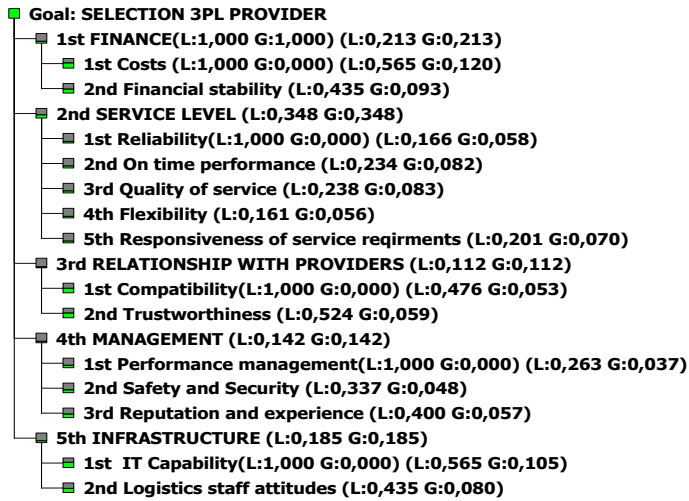 Goal: SELECTION 3PL PROVIDER
1st FINANCE(L:1,000 G:1,000) (L:0,213 G:0,213)
1st Costs (L:1,000 G:0,000) (L:0,565 G:0,120)
2nd Financial stability (L:0,435 G:0,093)
2nd SERVICE LEVEL (L:0,348 G:0,348)
1st Reliability(L:1,000 G:0,000) (L:0,166 G:0,058)
2nd On time performance (L:0,234 G:0,082)
3rd Quality of service (L:0,238 G:0,083)
4th Flexibility (L:0,161 G:0,056)
5th Responsiveness of service reqirments (L:0,201 G:0,070)
3rd RELATIONSHIP WITH PROVIDERS (L:0,112 G:0,112)
1st Compatibility(L:1,000 G:0,000) (L:0,476 G:0,053)
2nd Trustworthiness (L:0,524 G:0,059)
4th MANAGEMENT (L:0,142 G:0,142)
1st Performance management(L:1,000 G:0,000) (L:0,263 G:0,037)
2nd Safety and Security (L:0,337 G:0,048)
3rd Reputation and experience (L:0,400 G:0,057)
5th INFRASTRUCTURE (L:0,185 G:0,185)
1st  IT Capability(L:1,000 G:0,000) (L:0,565 G:0,105)
2nd Logistics staff attitudes (L:0,435 G:0,080)